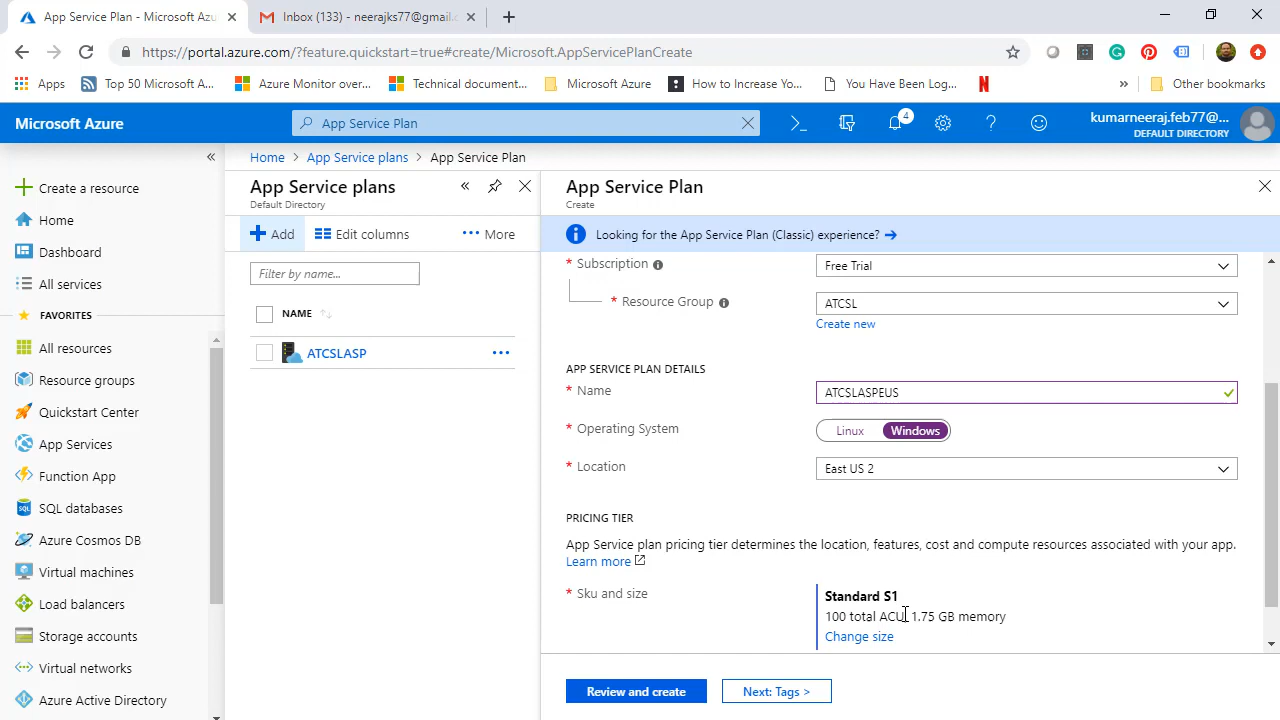 App Service Plan - Microsoft Azu
Inbox (133) - neerajks77@gmail.c
https://portal.azure.com/?feature.quickstart=true#create/Microsoft.AppServicePlanCreate
Apps
Top 50 Microsoft A...
Azure Monitor over...
Technical document...
Microsoft Azure
How to Increase Yo...
You Have Been Log...
N
»
Other bookmarks
Microsoft Azure
App Service Plan
4
kumarneeraj.feb77@...
DEFAULT DIRECTORY
«
Create a resource
Home
Dashboard
All services
FAVORITES
All resources
Resource groups
Quickstart Center
App Services
Function App
SQL databases
Azure Cosmos DB
Virtual machines
Load balancers
Storage accounts
Virtual networks
Azure Active Directory
Home > App Service plans > App Service Plan
App Service plans
Default Directory
«
Add
Edit columns
... More
Filter by name...
NAME
ATCSLASP
...
App Service Plan
Create
Looking for the App Service Plan (Classic) experience? →
* Subscription
Free Trial
* Resource Group
ATCSL
Create new
APP SERVICE PLAN DETAILS
* Name
ATCSLASPEUS
* Operating System
Linux Windows
* Location
East US 2
PRICING TIER
App Service plan pricing tier determines the location, features, cost and compute resources associated with your app.
Learn more
* Sku and size
Standard S1
100 total ACU, 1.75 GB memory
Change size
Review and create
Next: Tags >